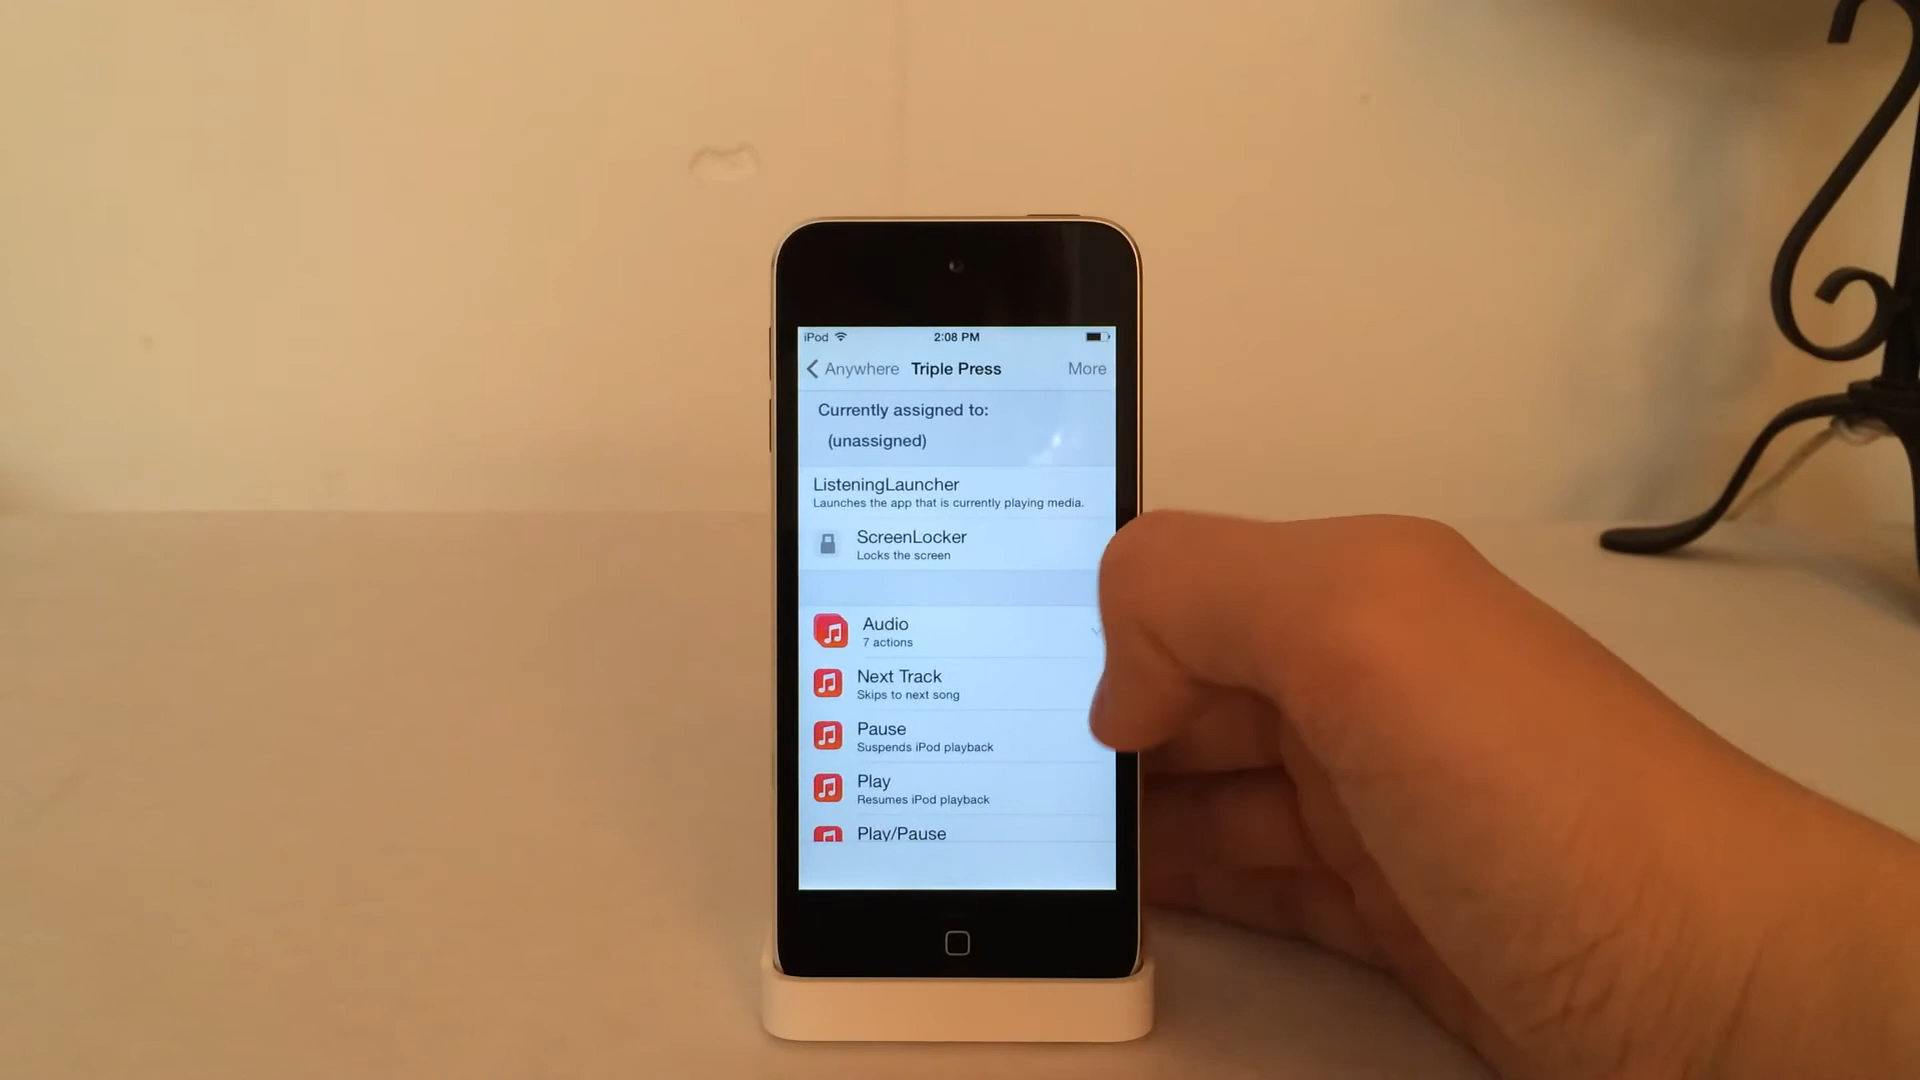 iPod 2:08 PM
Anywhere Triple Press More
Currently assigned to:
(unassigned)
ListeningLauncher
Launches the app that is currently playing media.
ScreenLocker
Locks the screen
Audio
7 actions
Next Track
Skips to next song
Pause
Suspends iPod playback
Play
Resumes iPod playback
Play/Pause